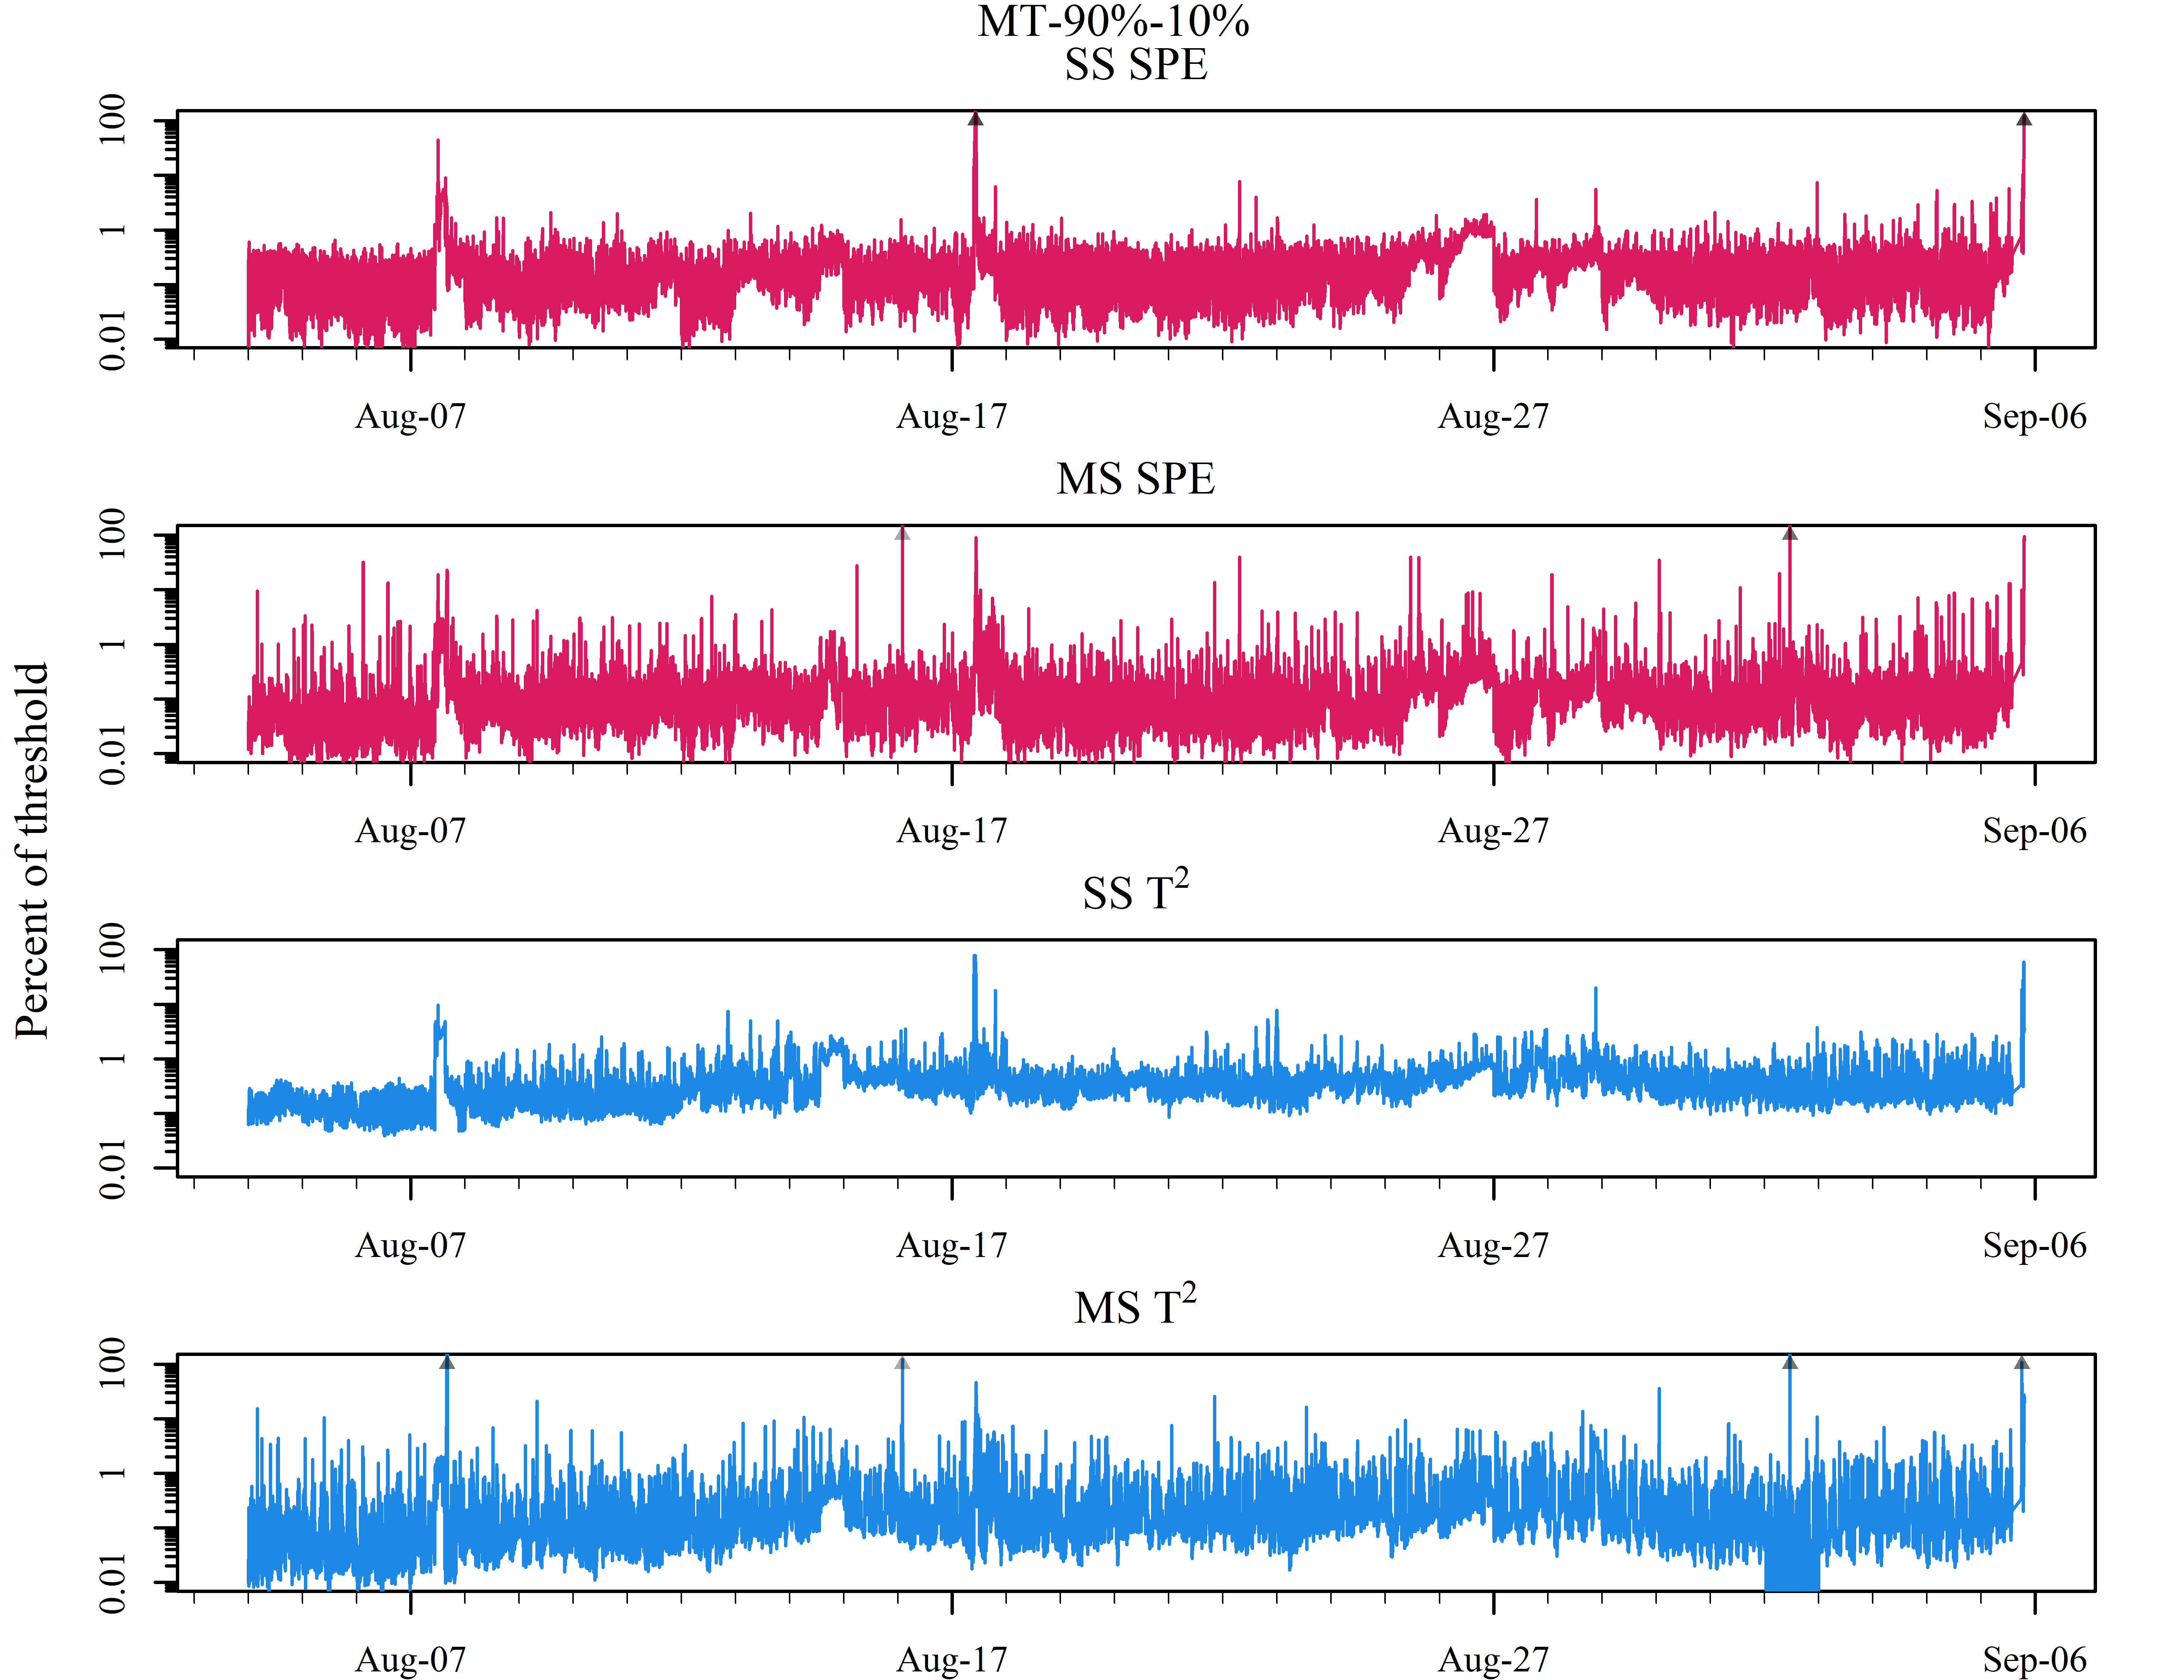 MT-90%-10%
SS SPE
100
1
0.01
Aug-07 Aug-17 Aug-27 Sep-06
MS SPE
100
1
0.01
Aug-07 Aug-17 Aug-27 Sep-06
Percent of threshold
SS T²
100
1
0.01
Aug-07 Aug-17 Aug-27 Sep-06
MS T²
100
1
0.01
Aug-07 Aug-17 Aug-27 Sep-06